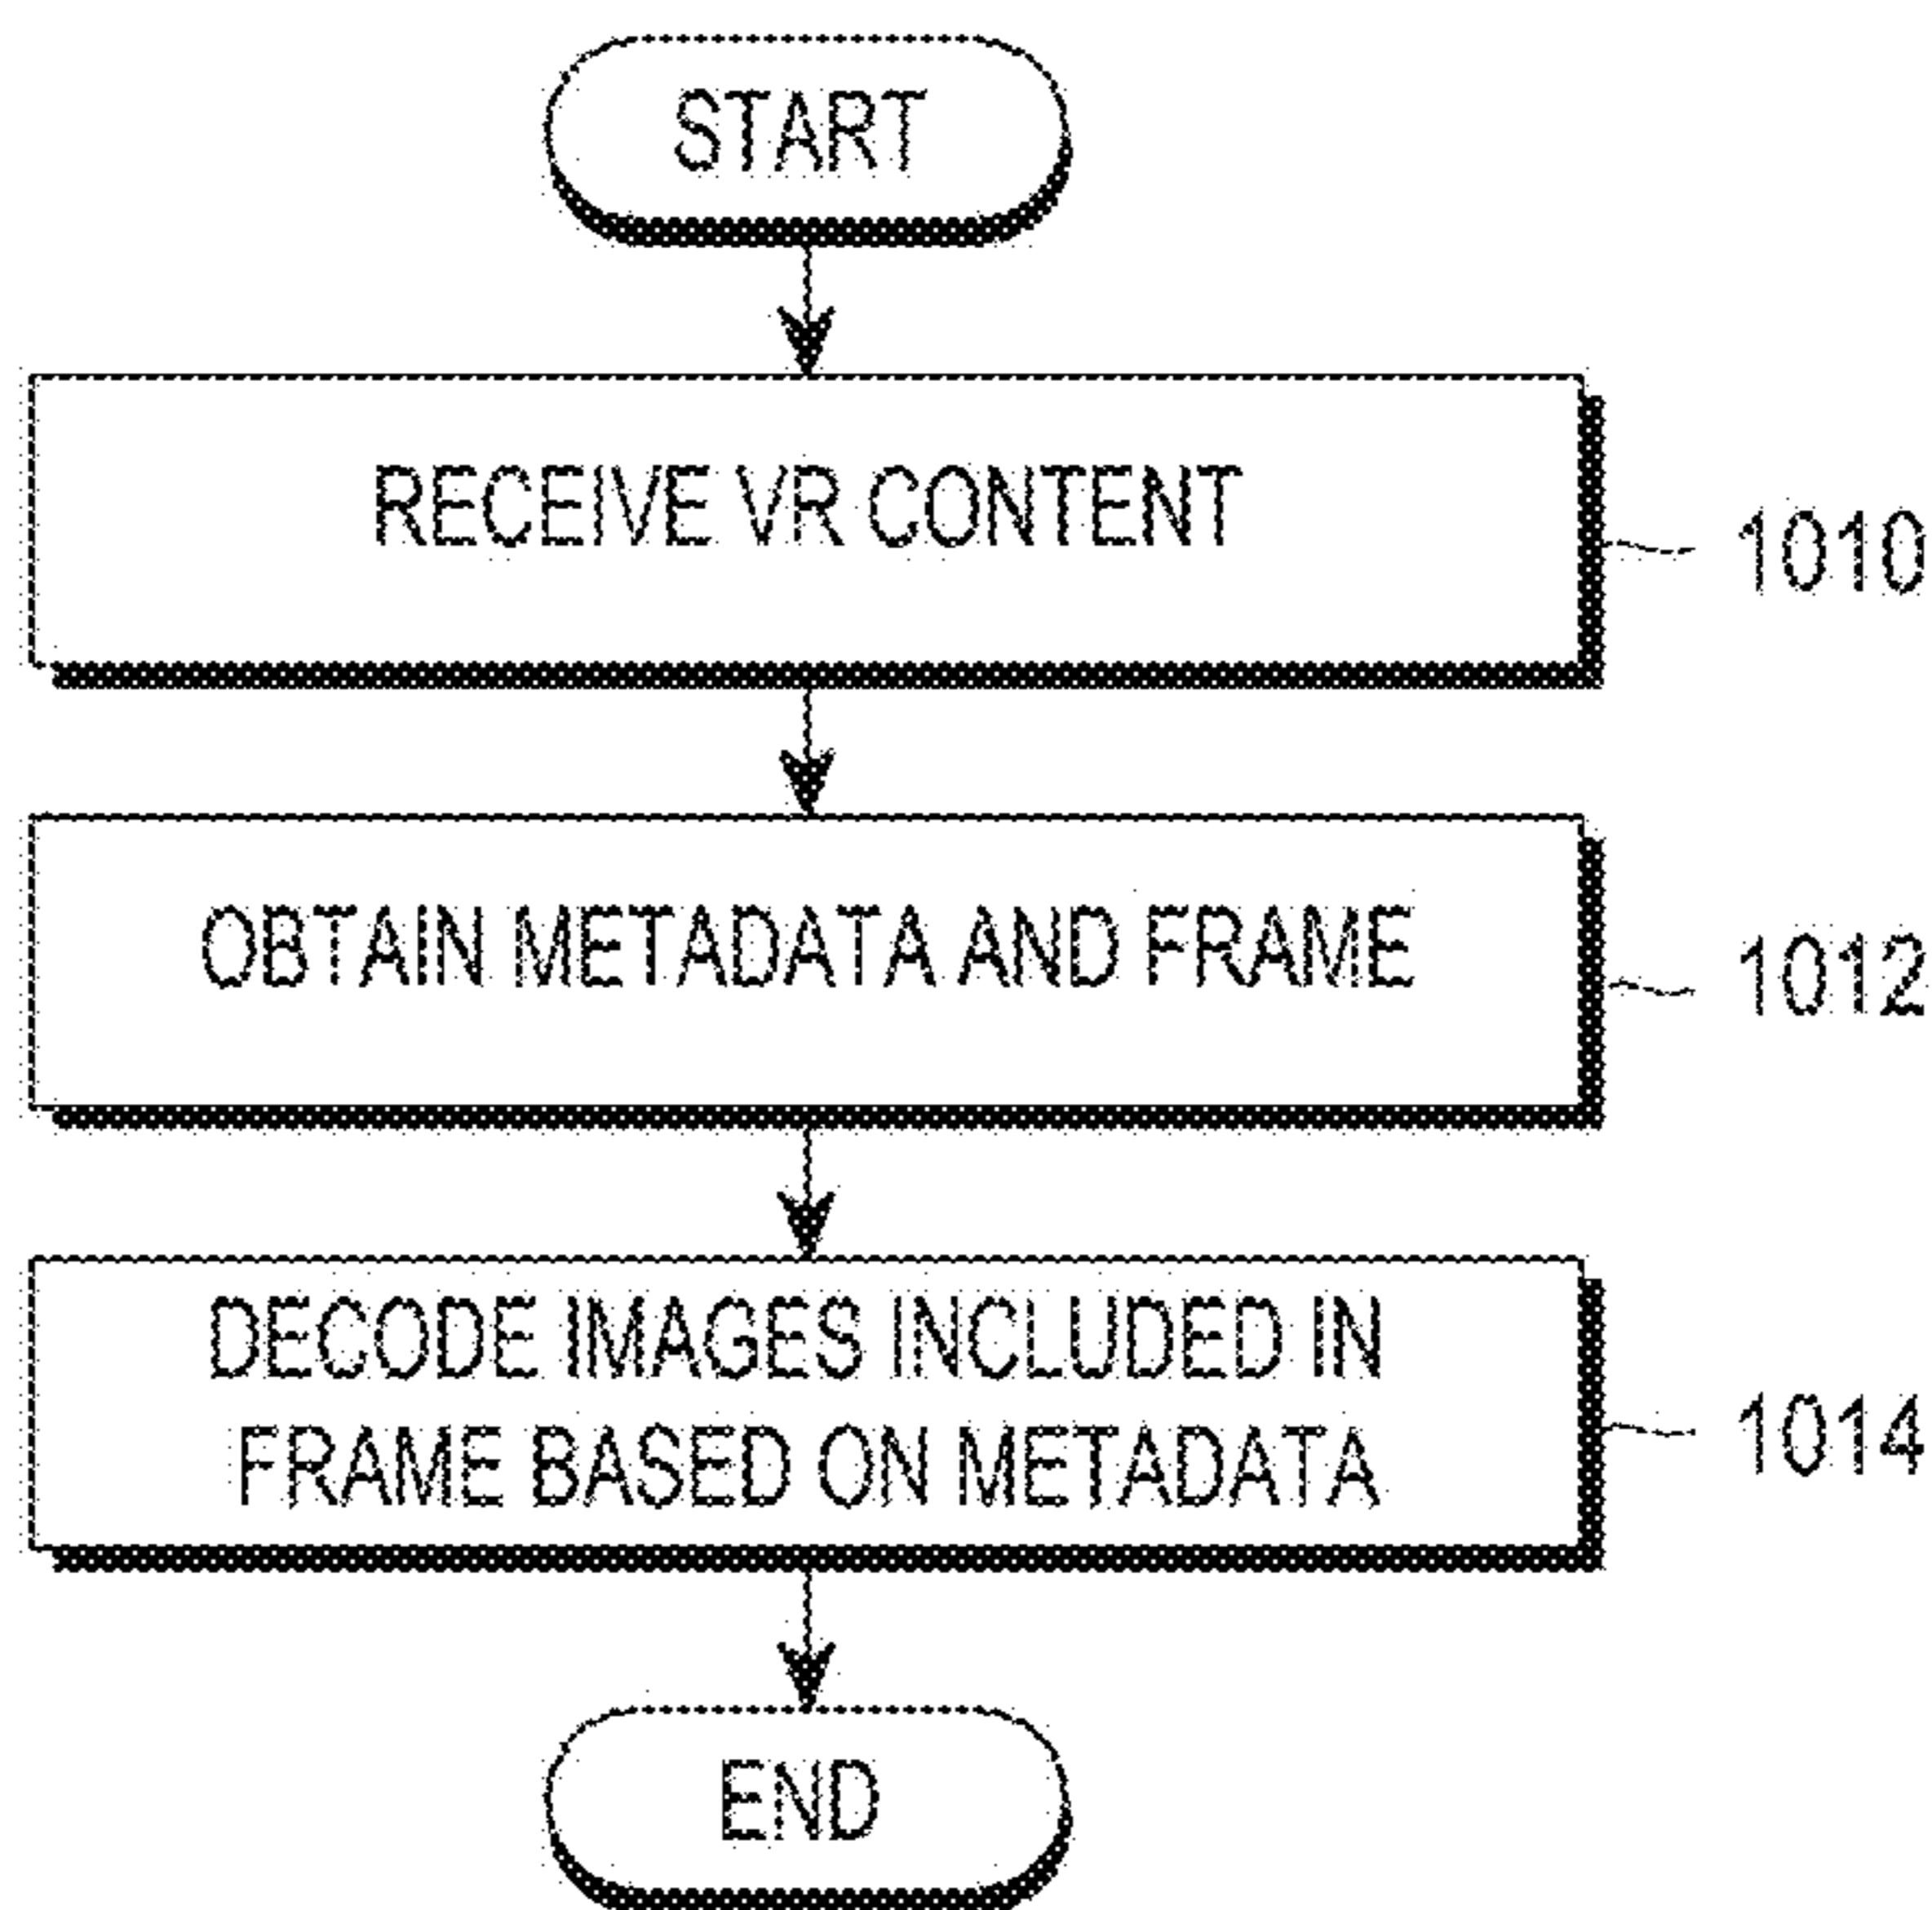 START
RECEIVE VR CONTENT
1010
OBTAIN METADATA AND FRAME
1012
DECODE IMAGES INCLUDED IN
FRAME BASED ON METADATA
1014
END